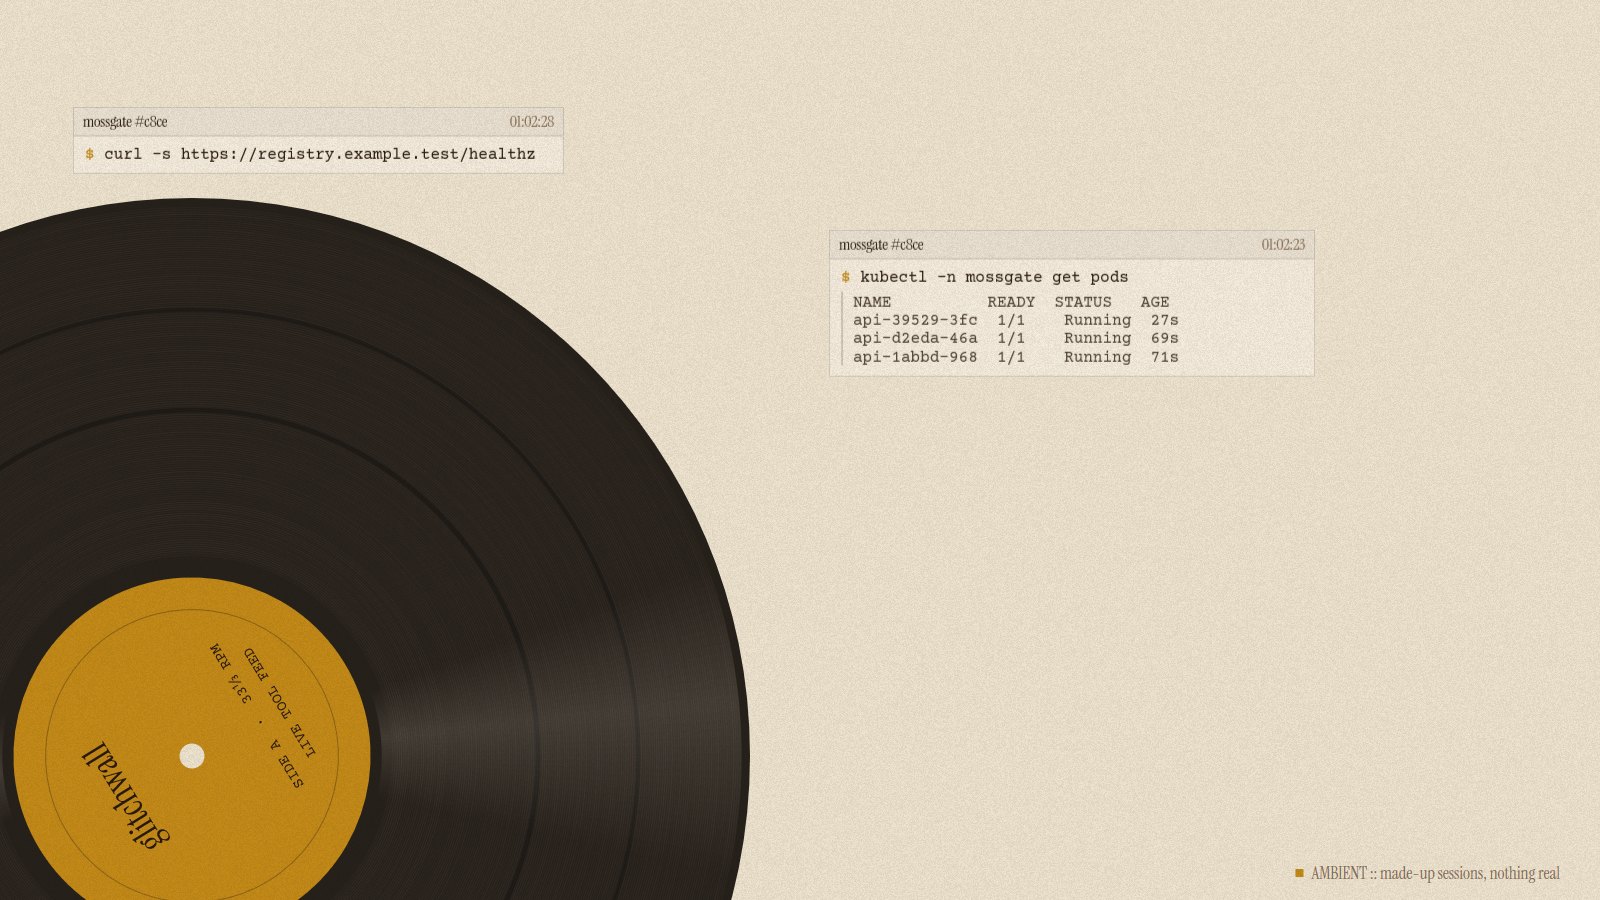 mossgate #c8ce 01:02:28
$ curl -s https://registry.example.test/healthz
mossgate #c8ce 01:02:23
$ kubectl -n mossgate get pods
NAME          READY  STATUS   AGE
api-39529-3fc  1/1    Running  27s
api-d2eda-46a  1/1    Running  69s
api-1abbd-968  1/1    Running  71s
glitchwall
SIDE A · 33⅓ RPM
LIVE TOOL FEED
AMBIENT :: made-up sessions, nothing real